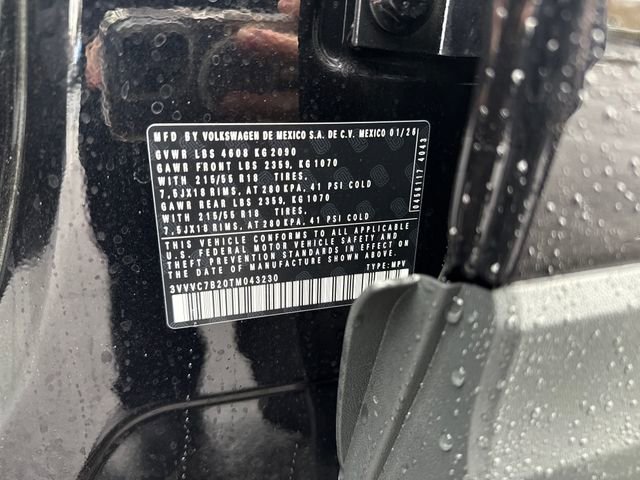 MFD BY VOLKSWAGEN DE MEXICO S.A. DE C.V. MEXICO 01/26
GVWR LBS 4608 KG2090
GAWR FRONT LBS 2359, KG1070
WITH 215/55 R18 TIRES.
7.5JX18 RIMS, AT 280KPA. 41 PSI COLD
GAWR REAR LBS 2359, KG1070
WITH 215/55 R18 TIRES.
7.5JX18 RIMS, AT 280 KPA, 41 PSI COLD
THIS VEHICLE CONFORMS TO ALL APPLICABLE
U.S. FEDERAL MOTOR VEHICLE SAFETY AND
THEFT PREVENTION STANDARDS IN EFFECT ON
THE DATE OF MANUFACTURE SHOWN ABOVE.
3VVVC7B20TM043230 TYPE: MPV